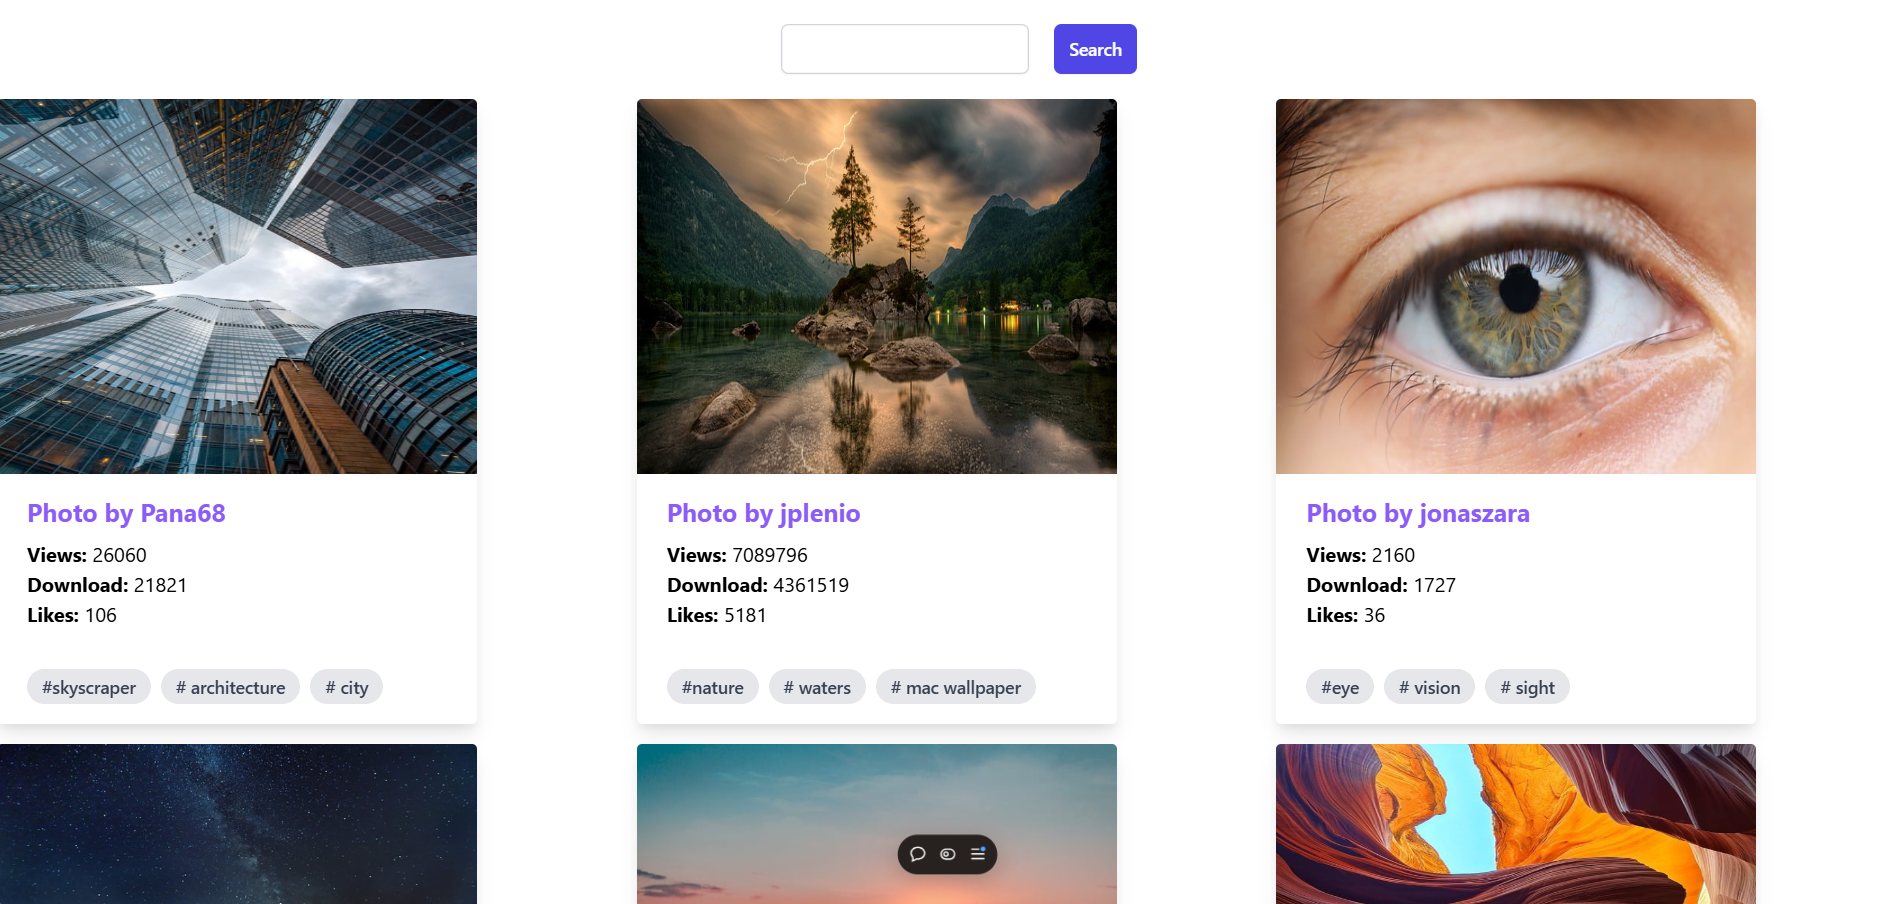 Search
Photo by Pana68
Views: 26060
Download: 21821
Likes: 106
#skyscraper # architecture # city
Photo by jplenio
Views: 7089796
Download: 4361519
Likes: 5181
#nature # waters # mac wallpaper
Photo by jonaszara
Views: 2160
Download: 1727
Likes: 36
#eye # vision # sight